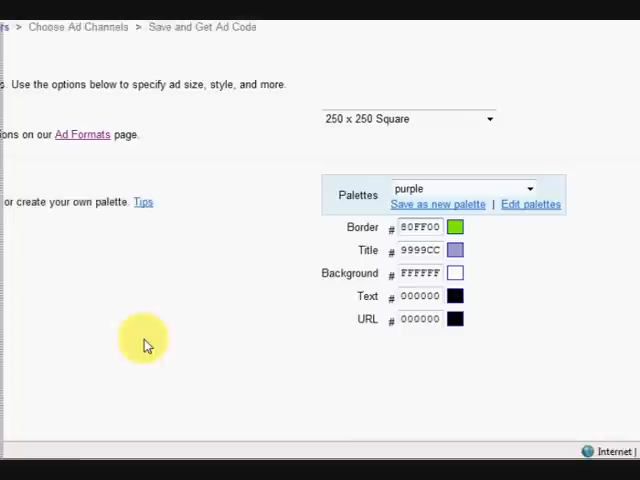 rs > Choose Ad Channels > Save and Get Ad Code
s. Use the options below to specify ad size, style, and more.
250 x 250 Square
ions on our Ad Formats page.
Palettes purple
or create your own palette. Tips
Save as new palette | Edit palettes
Border # 80FF00
Title # 9999CC
Background # FFFFFF
Text # 000000
URL # 000000
Internet |